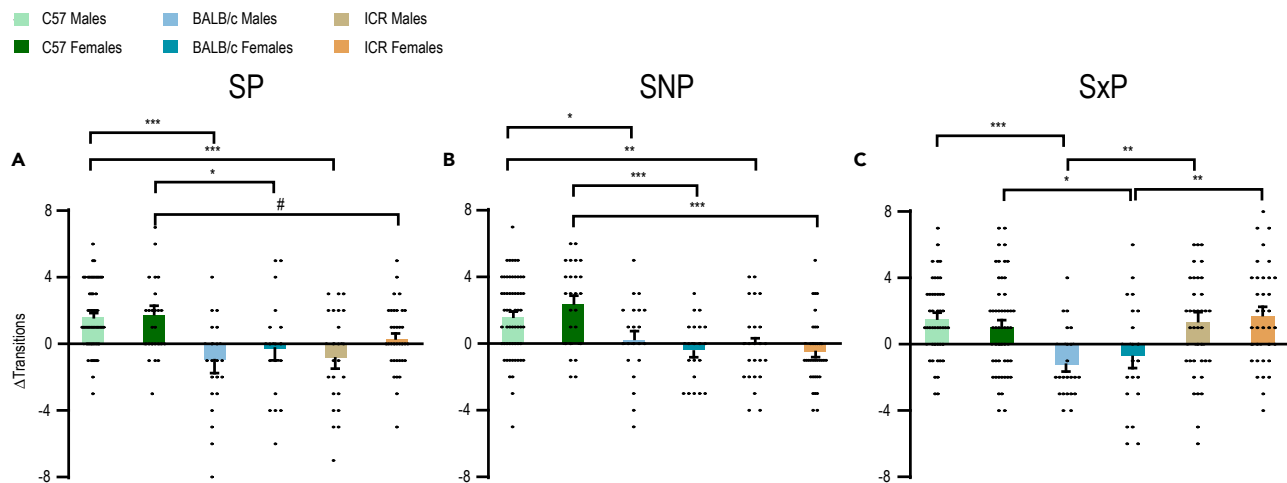 C57 Males BALB/c Males ICR Males
C57 Females BALB/c Females ICR Females
SP SNP SxP
A B C
*** * ***
*** ** **
* *** * **
# ***
ΔTransitions
8 8 8
4 4 4
0 0 0
-4 -4 -4
-8 -8 -8